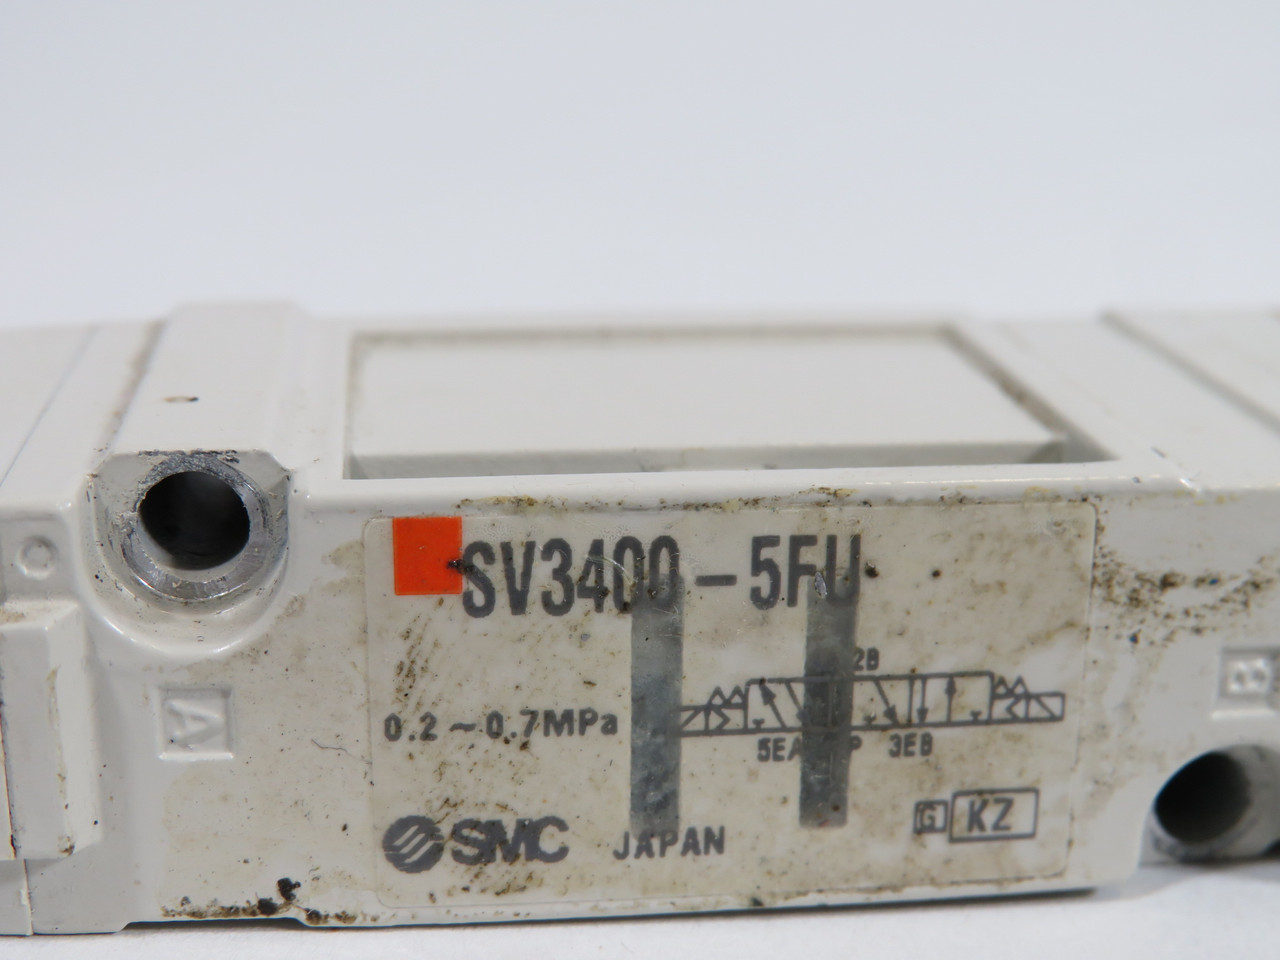 SV3400-5FU
2B
0.2~0.7MPa
5EA P 3EB
G KZ
SMC JAPAN
A
B